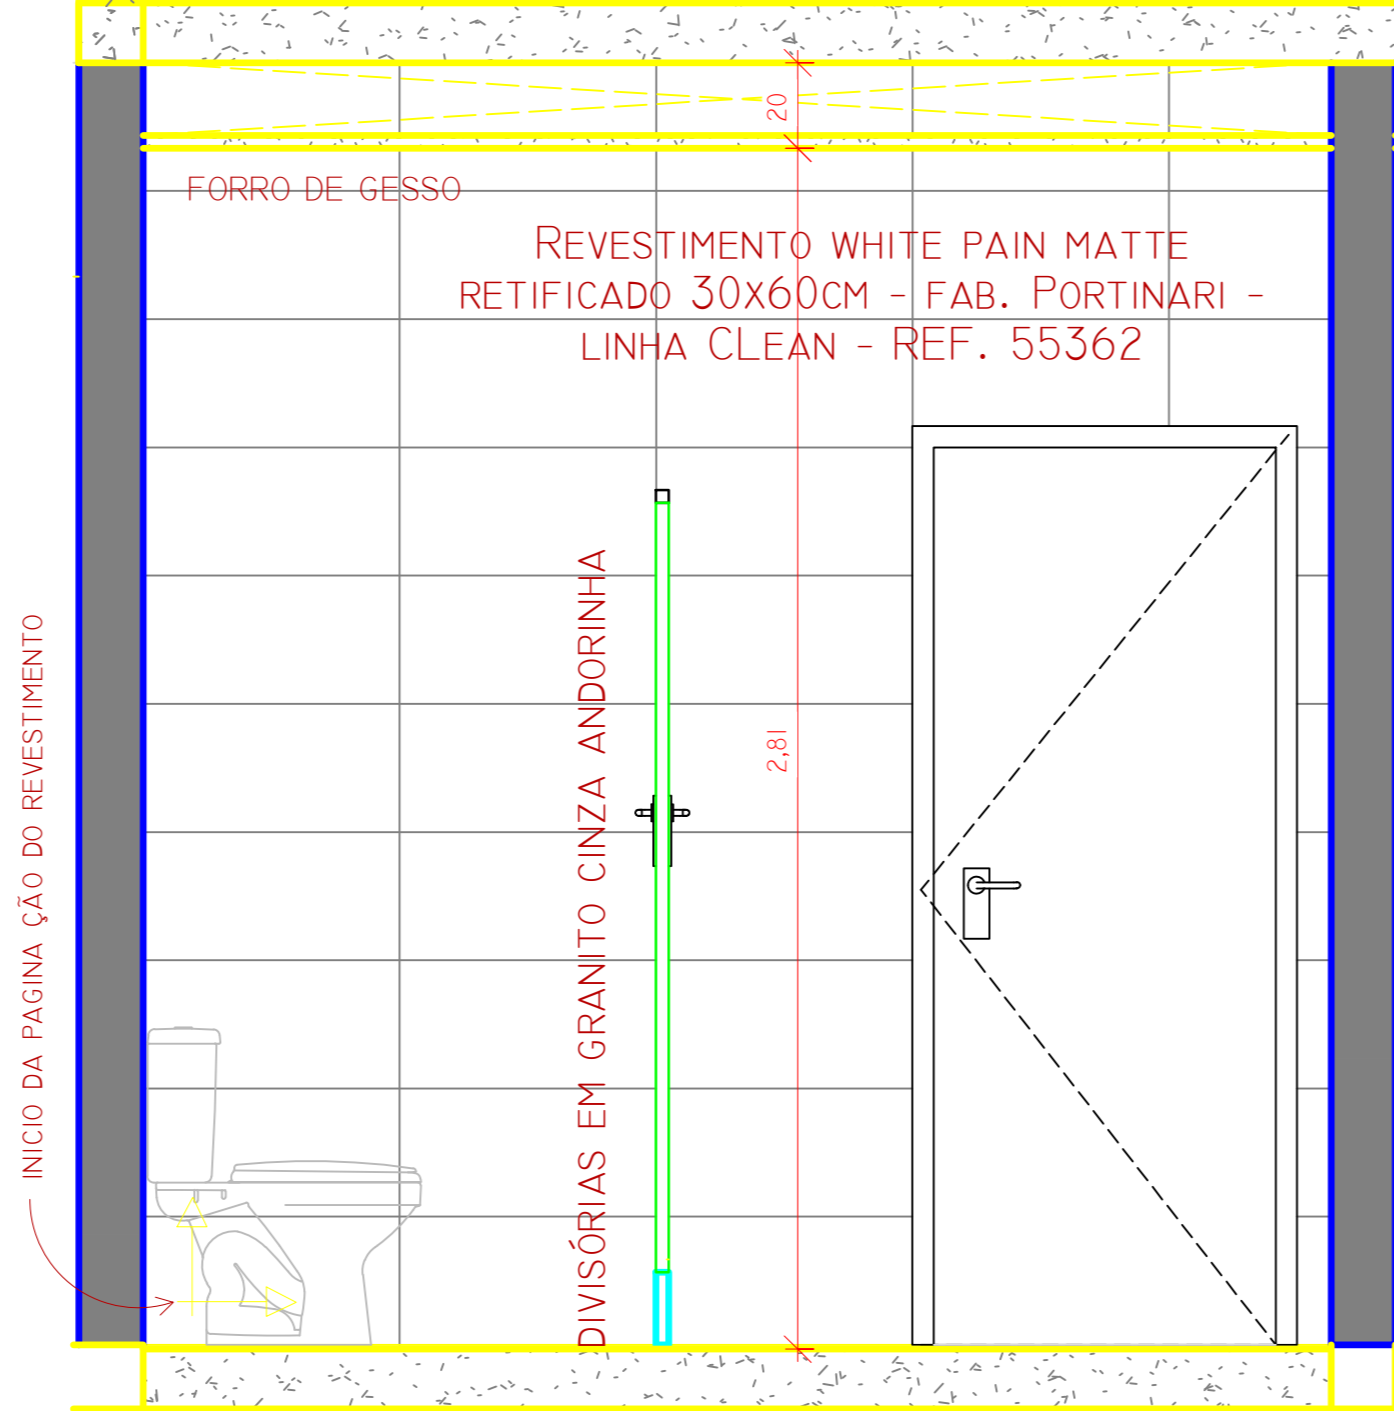 20
FORRO DE GESSO
REVESTIMENTO WHITE PAIN MATTE
RETIFICADO 30X60CM - FAB. PORTINARI -
LINHA CLEAN - REF. 55362
DIVISÓRIAS EM GRANITO CINZA ANDORINHA
2,81
INICIO DA PAGINA ÇÃO DO REVESTIMENTO